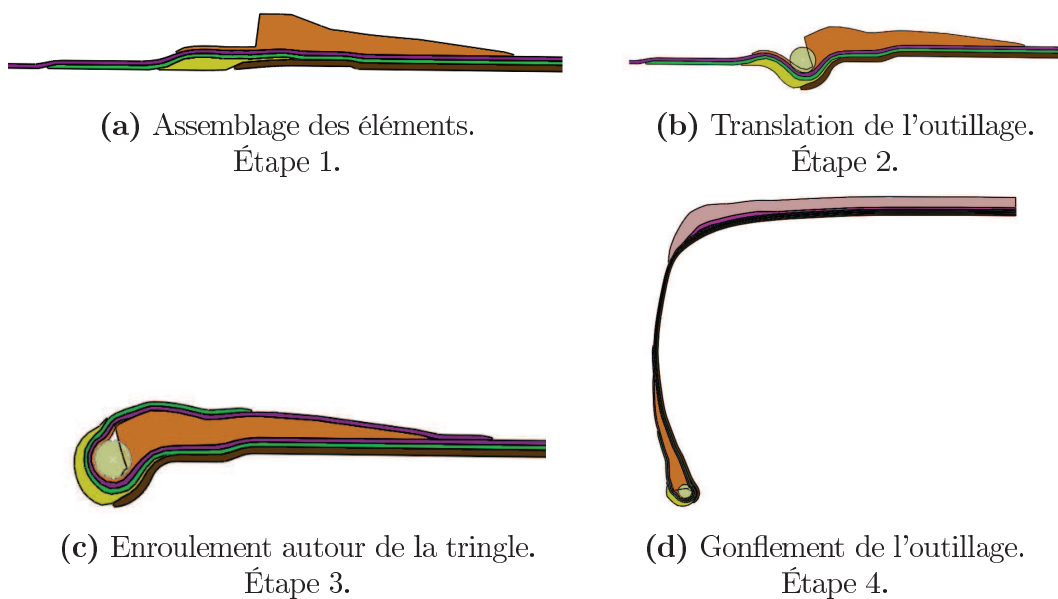 (a) Assemblage des éléments.
Étape 1.
(b) Translation de l'outillage.
Étape 2.
(c) Enroulement autour de la tringle.
Étape 3.
(d) Gonflement de l'outillage.
Étape 4.